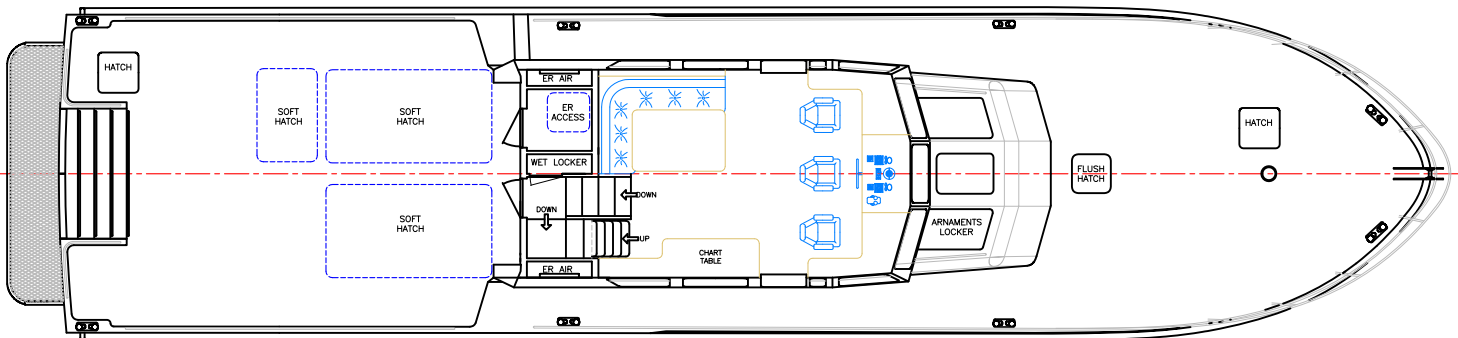 HATCH
SOFT
HATCH
SOFT
HATCH
SOFT
HATCH
ER AIR
ER
ACCESS
WET LOCKER
DOWN
DOWN
UP
ER AIR
CHART
TABLE
ARNAMENTS
LOCKER
FLUSH
HATCH
HATCH